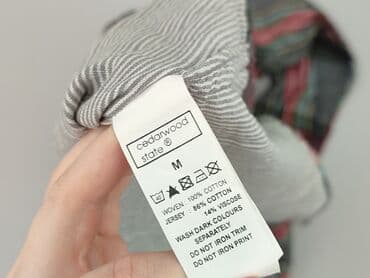 cedarwood
state ®
M
40
WOVEN : 100% COTTON
JERSEY : 86% COTTON
14% VISCOSE
WASH DARK COLOURS
SEPARATELY
DO NOT IRON TRIM
DO NOT IRON PRINT